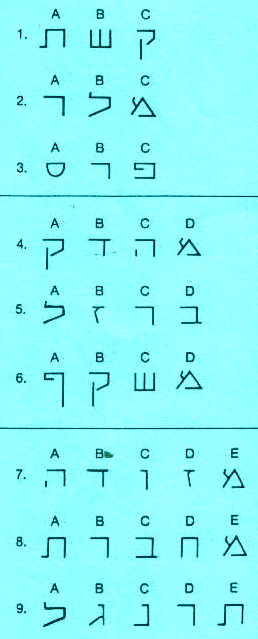 A B C
1. ת ש ק
A B C
2. ר ל מ
A B C
3. ס ר פ
A B C D
4. ק ד ה מ
A B C D
5. ל ז ר ב
A B C D
6. ף ק ש מ
A B C D E
7. ה ד ו ז מ
A B C D E
8. ת ר ב ח מ
A B C D E
9. ל ג נ ר ת